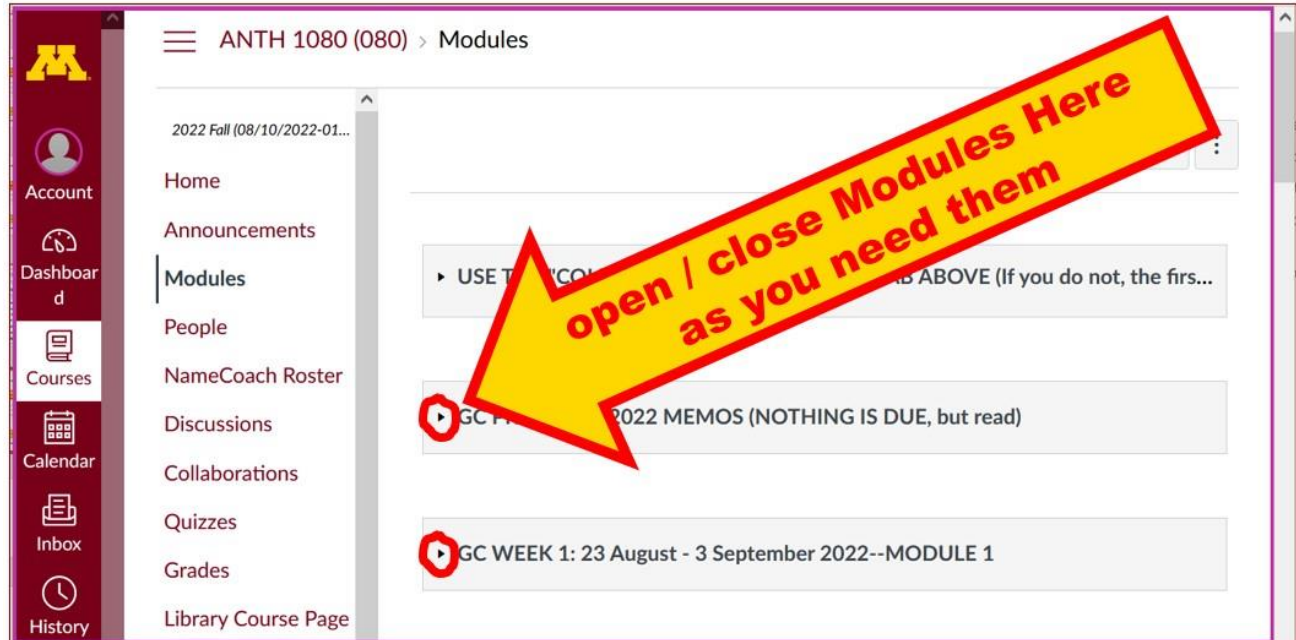 M
ANTH 1080 (080) > Modules
2022 Fall (08/10/2022-01...
Account
Dashboar
d
Courses
Calendar
Inbox
History
Home
Announcements
Modules
People
NameCoach Roster
Discussions
Collaborations
Quizzes
Grades
Library Course Page
open / close Modules Here
as you need them
USE ABOVE (If you do not, the firs...
GC 2022 MEMOS (NOTHING IS DUE, but read)
GC WEEK 1: 23 August - 3 September 2022--MODULE 1